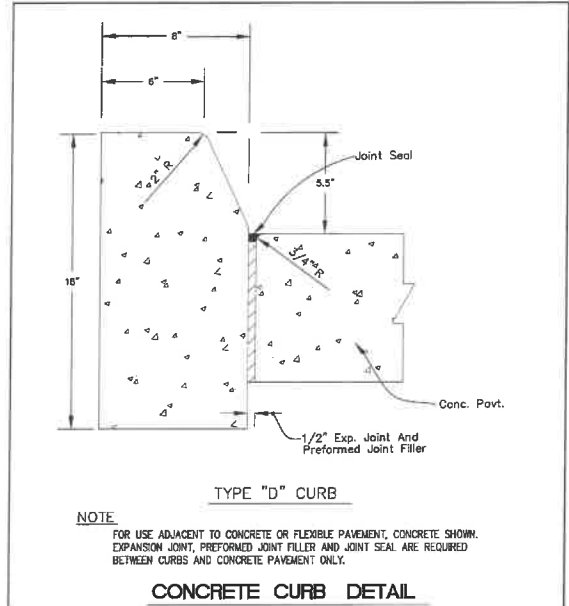 8"
6"
Joint Seal
2" R
5.5"
3/4" R
16"
Conc. Pavt.
1/2" Exp. Joint And
Preformed Joint Filler
TYPE "D" CURB
NOTE
FOR USE ADJACENT TO CONCRETE OR FLEXIBLE PAVEMENT, CONCRETE SHOWN.
EXPANSION JOINT, PREFORMED JOINT FILLER AND JOINT SEAL ARE REQUIRED
BETWEEN CURBS AND CONCRETE PAVEMENT ONLY.
CONCRETE CURB DETAIL